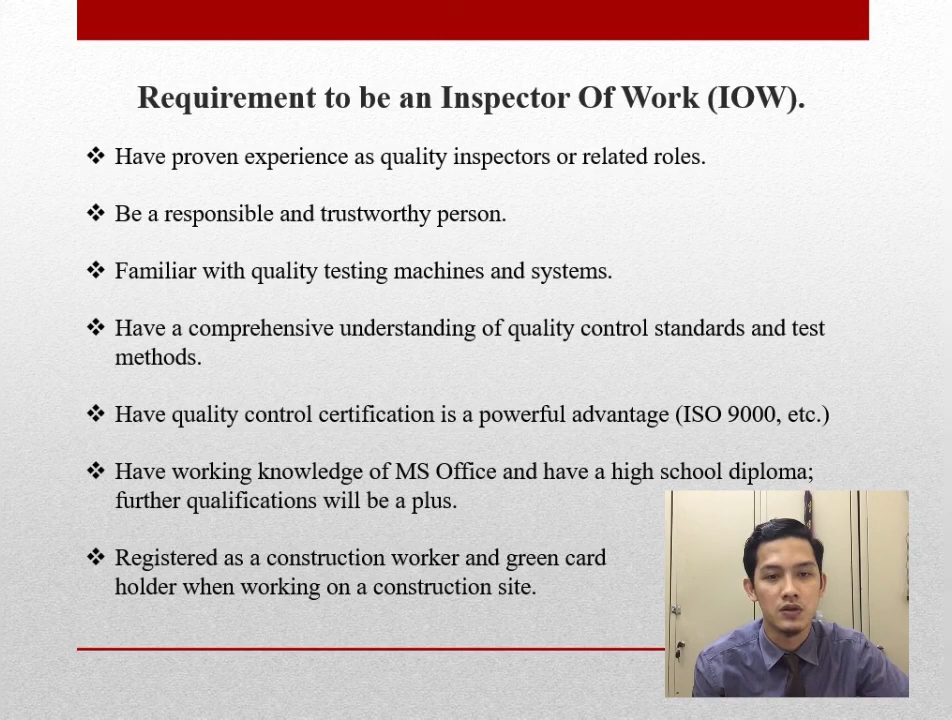 Requirement to be an Inspector Of Work (IOW).
❖ Have proven experience as quality inspectors or related roles.
❖ Be a responsible and trustworthy person.
❖ Familiar with quality testing machines and systems.
❖ Have a comprehensive understanding of quality control standards and test
methods.
❖ Have quality control certification is a powerful advantage (ISO 9000, etc.)
❖ Have working knowledge of MS Office and have a high school diploma;
further qualifications will be a plus.
❖ Registered as a construction worker and green card
holder when working on a construction site.